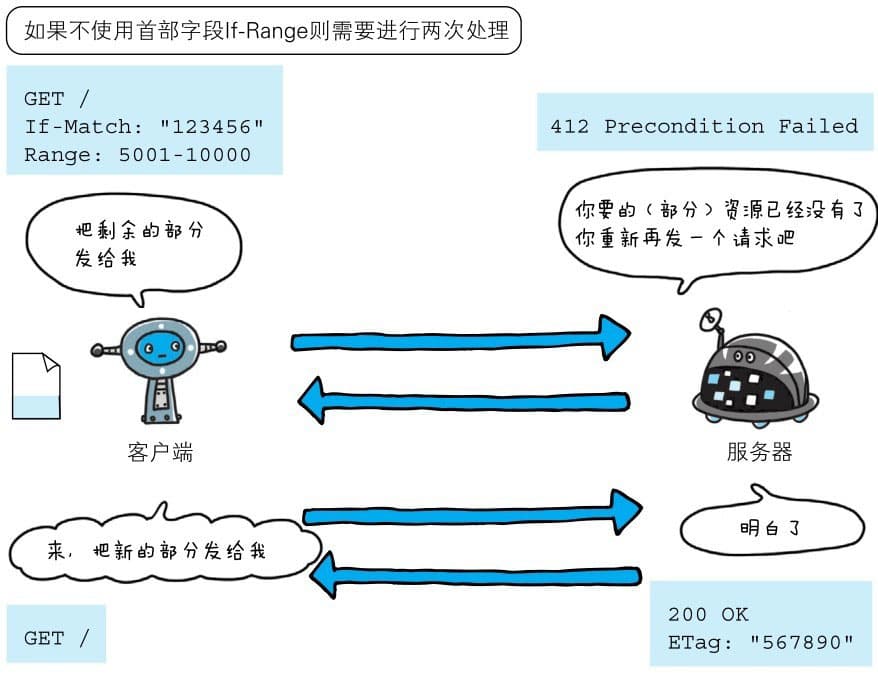 如果不使用首部字段If-Range则需要进行两次处理
GET /
If-Match: "123456"
Range: 5001-10000
412 Precondition Failed
把剩余的部分
发给我
你要的（部分）资源已经没有了
你重新再发一个请求吧
客户端
服务器
来，把新的部分发给我
明白了
GET /
200 OK
ETag: "567890"